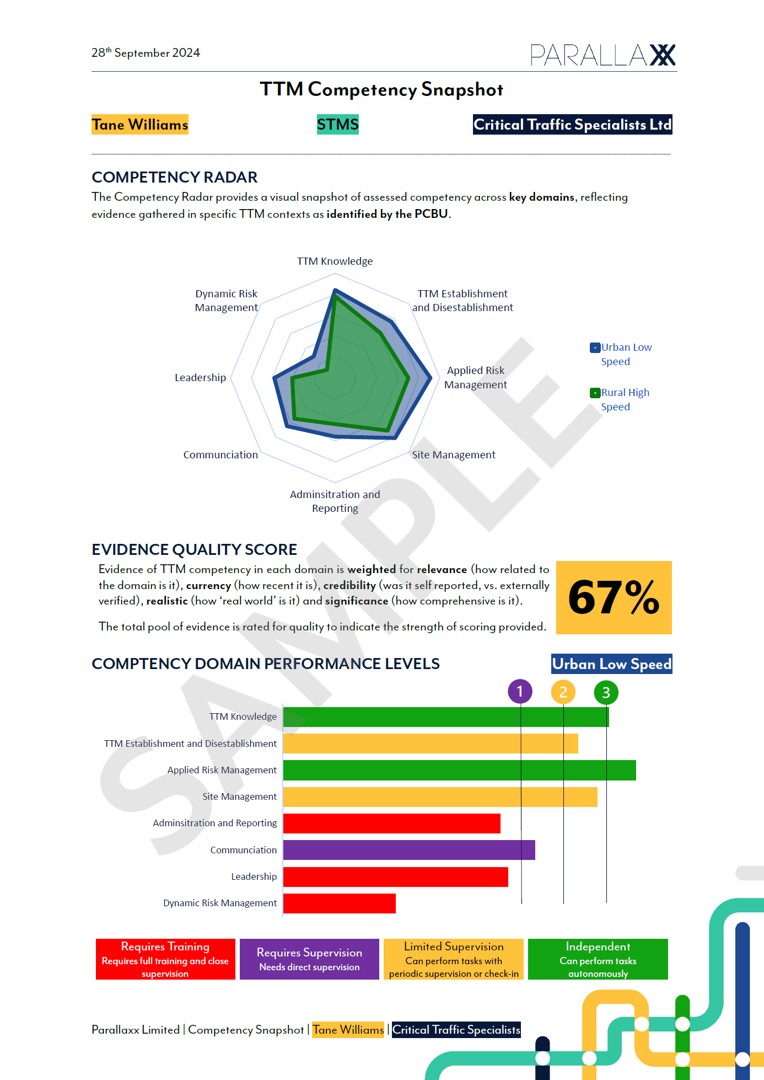 28th September 2024
PARALLAXX
TTM Competency Snapshot
Tane Williams
STMS
Critical Traffic Specialists Ltd
COMPETENCY RADAR
The Competency Radar provides a visual snapshot of assessed competency across key domains, reflecting
evidence gathered in specific TTM contexts as identified by the PCBU.
TTM Knowledge
Dynamic Risk
Management
TTM Establishment
and Disestablishment
Leadership
Applied Risk
Management
Communciation
Site Management
Adminsitration and
Reporting
Urban Low
Speed
Rural High
Speed
SAMPLE
EVIDENCE QUALITY SCORE
Evidence of TTM competency in each domain is weighted for relevance (how related to
the domain is it), currency (how recent it is), credibility (was it self reported, vs. externally
verified), realistic (how ‘real world’ is it) and significance (how comprehensive is it).
The total pool of evidence is rated for quality to indicate the strength of scoring provided.
67%
COMPTENCY DOMAIN PERFORMANCE LEVELS
Urban Low Speed
1
2
3
TTM Knowledge
TTM Establishment and Disestablishment
Applied Risk Management
Site Management
Adminsitration and Reporting
Communciation
Leadership
Dynamic Risk Management
Requires Training
Requires full training and close
supervision
Requires Supervision
Needs direct supervision
Limited Supervision
Can perform tasks with
periodic supervision or check-in
Independent
Can perform tasks
autonomously
Parallaxx Limited | Competency Snapshot | Tane Williams | Critical Traffic Specialists